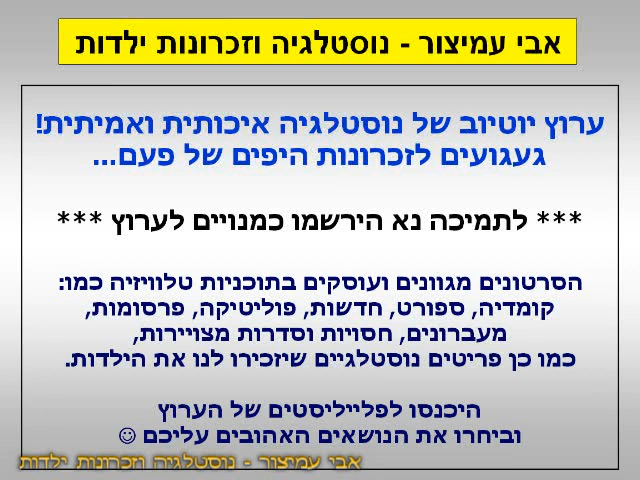 אבי עמיצור - נוסטלגיה וזכרונות ילדות
ערוץ יוטיוב של נוסטלגיה איכותית ואמיתית!
געגועים לזכרונות היפים של פעם...
*** לתמיכה נא הירשמו כמנויים לערוץ ***
הסרטונים מגוונים ועוסקים בתוכניות טלוויזיה כמו:
קומדיה, ספורט, חדשות, פוליטיקה, פרסומות,
מעברונים, חסויות וסדרות מצויירות,
כמו כן פריטים נוסטלגיים שיזכירו לנו את הילדות.
היכנסו לפלייליסטים של הערוץ
וביחרו את הנושאים האהובים עליכם ☺
אבי עמיצור - נוסטלגיה וזכרונות ילדות